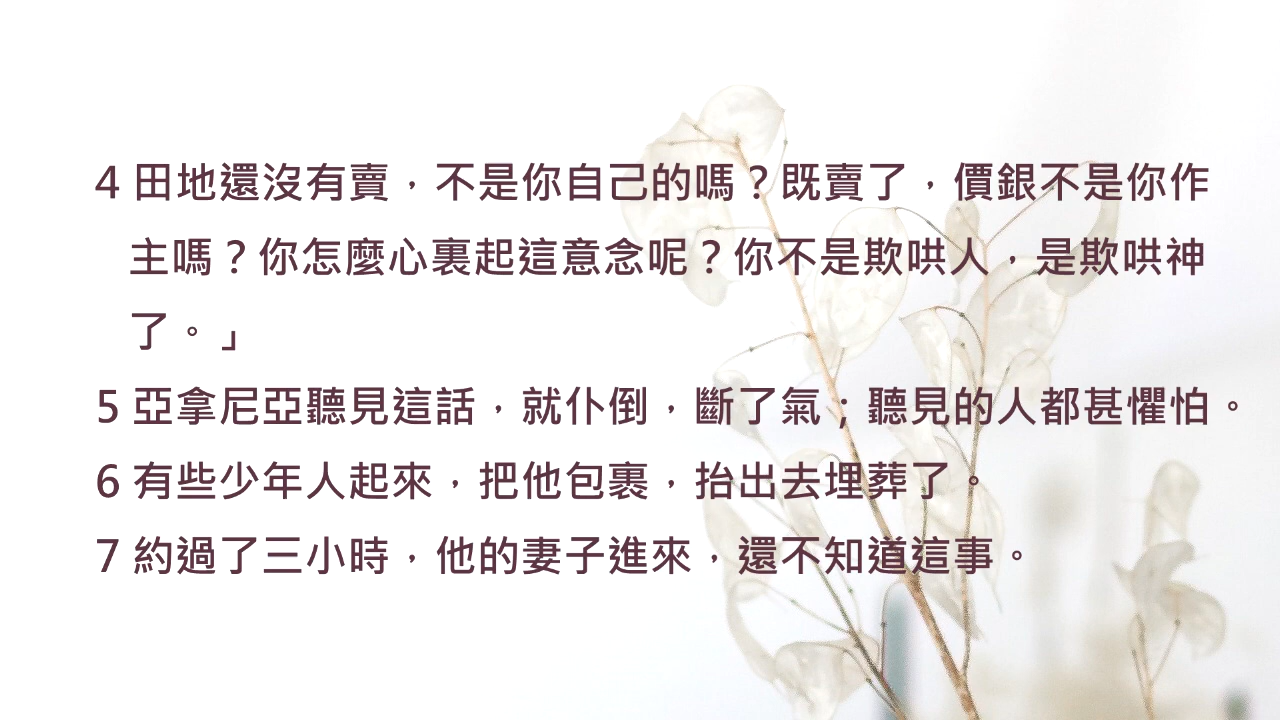 4 田地還沒有賣，不是你自己的嗎？既賣了，價銀不是你作
主嗎？你怎麼心裏起這意念呢？你不是欺哄人，是欺哄神
了。」
5 亞拿尼亞聽見這話，就仆倒，斷了氣；聽見的人都甚懼怕。
6 有些少年人起來，把他包裹，抬出去埋葬了。
7 約過了三小時，他的妻子進來，還不知道這事。